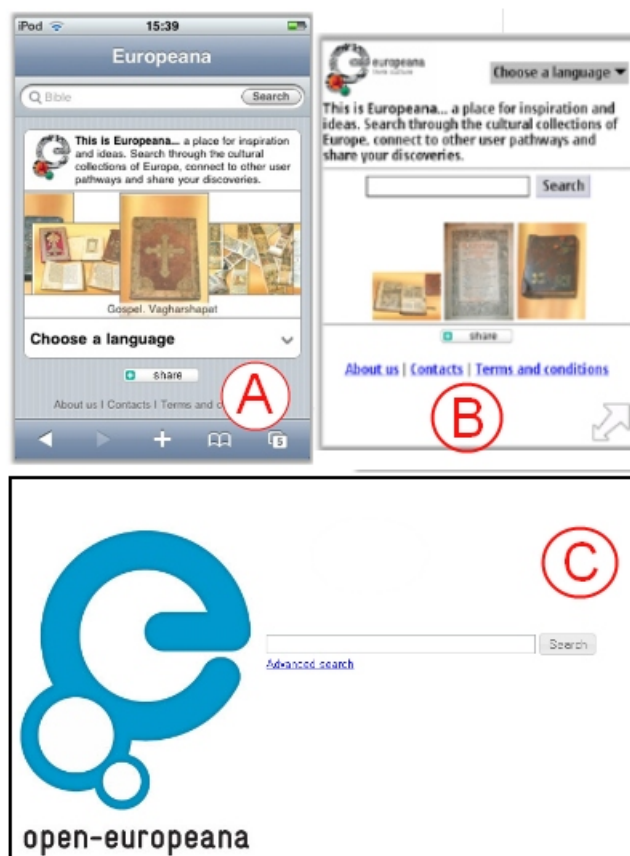 iPod 15:39
Europeana
Bible Search
This is Europeana... a place for inspiration
and ideas. Search through the cultural
collections of Europe, connect to other user
pathways and share your discoveries.
Gospel. Vagharshapat
Choose a language
share
About us | Contacts | Terms and
5
A
europeana
think culture
Choose a language
This is Europeana... a place for inspiration and
ideas. Search through the cultural collections of
Europe, connect to other user pathways and
share your discoveries.
Search
share
About us | Contacts | Terms and conditions
B
C
Search
Advanced search
open-europeana